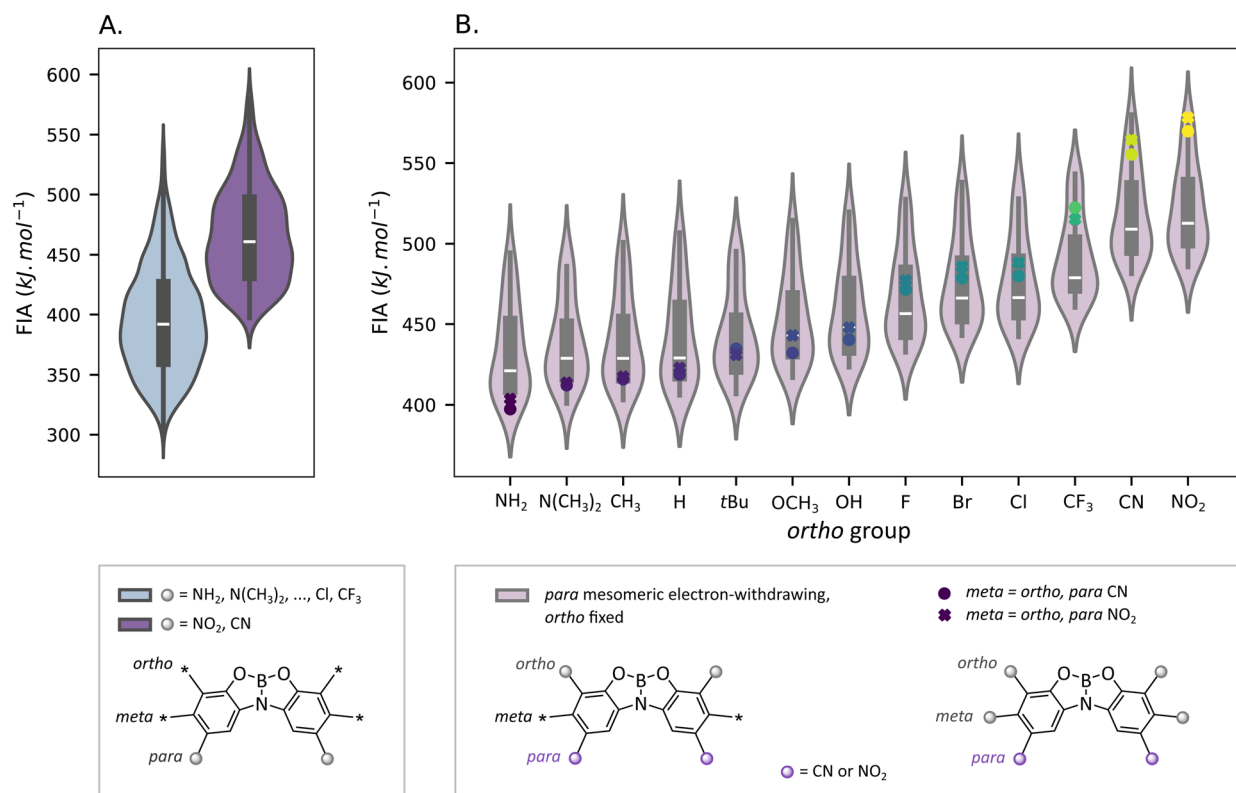 A.
B.
FIA (kJ. mol⁻¹)
600
550
500
450
400
350
300
FIA (kJ. mol⁻¹)
600
550
500
450
400
NH₂ N(CH₃)₂ CH₃ H tBu OCH₃ OH F Br Cl CF₃ CN NO₂
ortho group
= NH₂, N(CH₃)₂, ..., Cl, CF₃
= NO₂, CN
ortho * *
meta * *
para
O B O
N
para mesomeric electron-withdrawing,
ortho fixed
meta = ortho, para CN
meta = ortho, para NO₂
ortho
meta * *
para
O B O
N
= CN or NO₂
ortho
meta
para
O B O
N